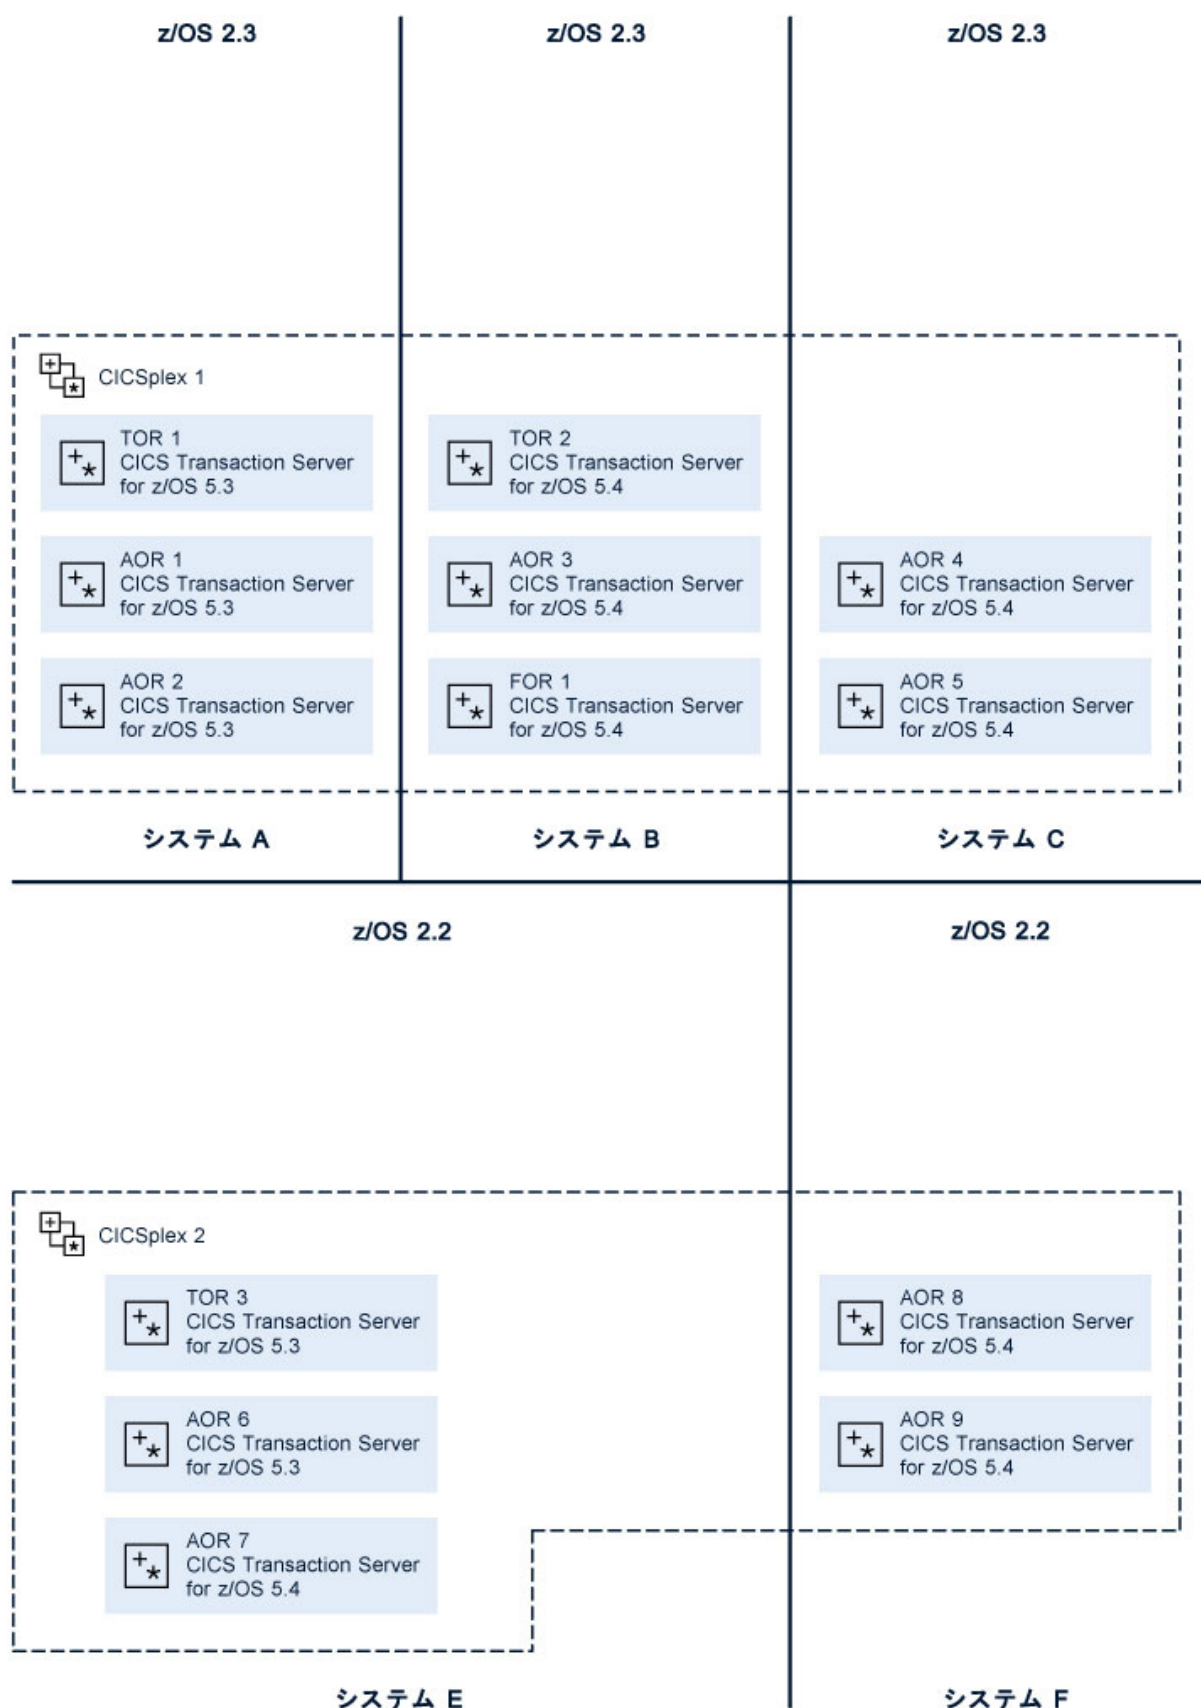 z/OS 2.3
z/OS 2.3
z/OS 2.3
CICSplex 1
TOR 1
CICS Transaction Server
for z/OS 5.3
AOR 1
CICS Transaction Server
for z/OS 5.3
AOR 2
CICS Transaction Server
for z/OS 5.3
TOR 2
CICS Transaction Server
for z/OS 5.4
AOR 3
CICS Transaction Server
for z/OS 5.4
FOR 1
CICS Transaction Server
for z/OS 5.4
AOR 4
CICS Transaction Server
for z/OS 5.4
AOR 5
CICS Transaction Server
for z/OS 5.4
システム A
システム B
システム C
z/OS 2.2
z/OS 2.2
CICSplex 2
TOR 3
CICS Transaction Server
for z/OS 5.3
AOR 6
CICS Transaction Server
for z/OS 5.3
AOR 7
CICS Transaction Server
for z/OS 5.4
AOR 8
CICS Transaction Server
for z/OS 5.4
AOR 9
CICS Transaction Server
for z/OS 5.4
システム E
システム F